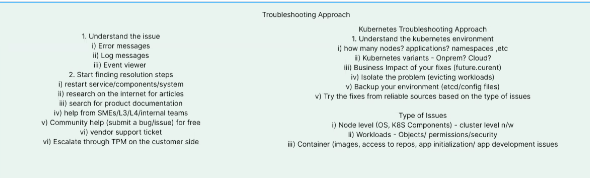 Troubleshooting Approach
1. Understand the issue
i) Error messages
ii) Log messages
iii) Event viewer
2. Start finding resolution steps
i) restart service/components/system
ii) research on the internet for articles
iii) search for product documentation
iv) help from SMEs/L3/L4/internal teams
v) Community help (submit a bug/issue) for free
vi) vendor support ticket
vi) Escalate through TPM on the customer side
Kubernetes Troubleshooting Approach
1. Understand the kubernetes environment
i) how many nodes? applications? namespaces ,etc
ii) Kubernetes variants - Onprem? Cloud?
iii) Business Impact of your fixes (future.curent)
iv) Isolate the problem (evicting workloads)
v) Backup your environment (etcd/config files)
v) Try the fixes from reliable sources based on the type of issues
Type of Issues
i) Node level (OS, K8S Components) - cluster level n/w
ii) Workloads - Objects/ permissions/security
iii) Container (images, access to repos, app initialization/ app development issues